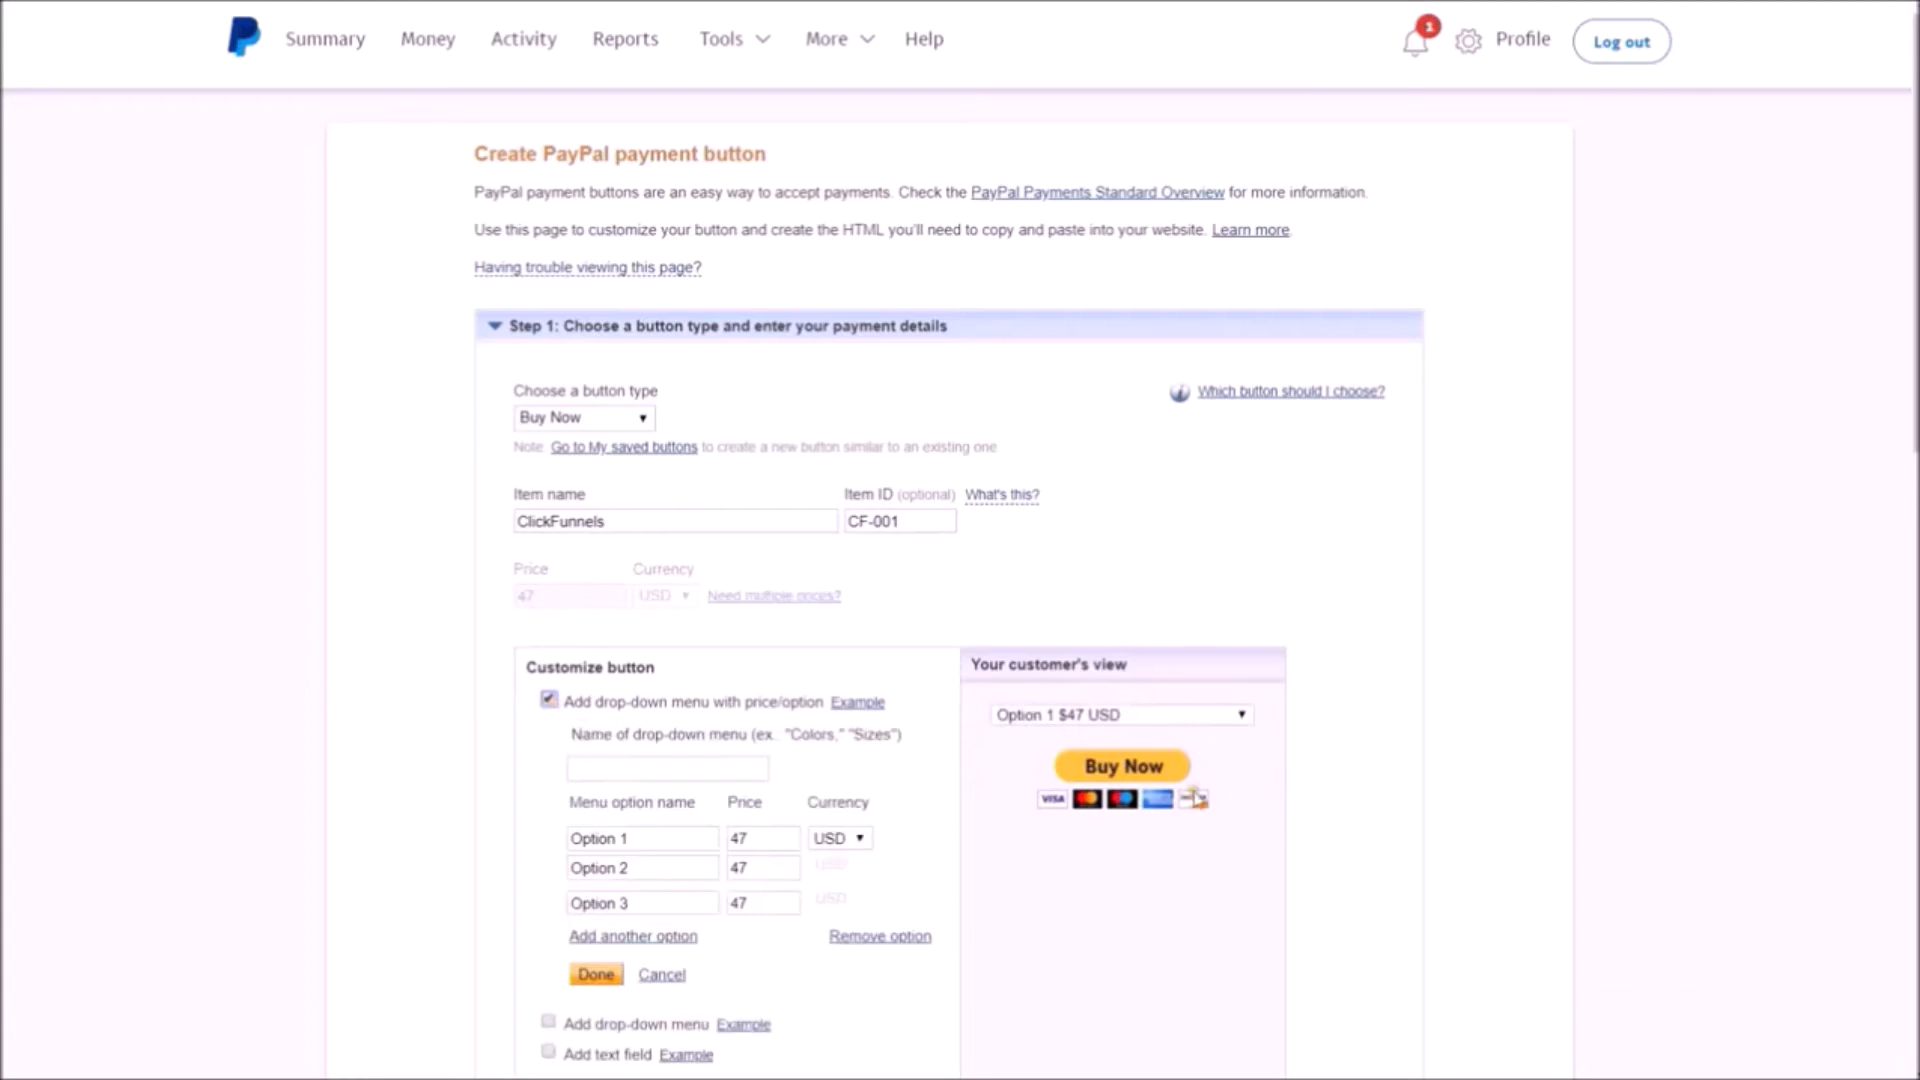 Summary Money Activity Reports Tools More Help 1 Profile Log out
Create PayPal payment button
PayPal payment buttons are an easy way to accept payments. Check the PayPal Payments Standard Overview for more information.
Use this page to customize your button and create the HTML you'll need to copy and paste into your website. Learn more.
Having trouble viewing this page?
Step 1: Choose a button type and enter your payment details
Choose a button type
Which button should I choose?
Buy Now
Note: Go to My saved buttons to create a new button similar to an existing one
Item name Item ID (optional) What's this?
ClickFunnels CF-001
Price Currency
47 USD Need multiple prices?
Customize button
Your customer's view
Add drop-down menu with price/option Example
Option 1 $47 USD
Name of drop-down menu (ex. "Colors," "Sizes")
Buy Now
VISA
Menu option name Price Currency
Option 1 47 USD
Option 2 47 USD
Option 3 47 USD
Add another option Remove option
Done Cancel
Add drop-down menu Example
Add text field Example